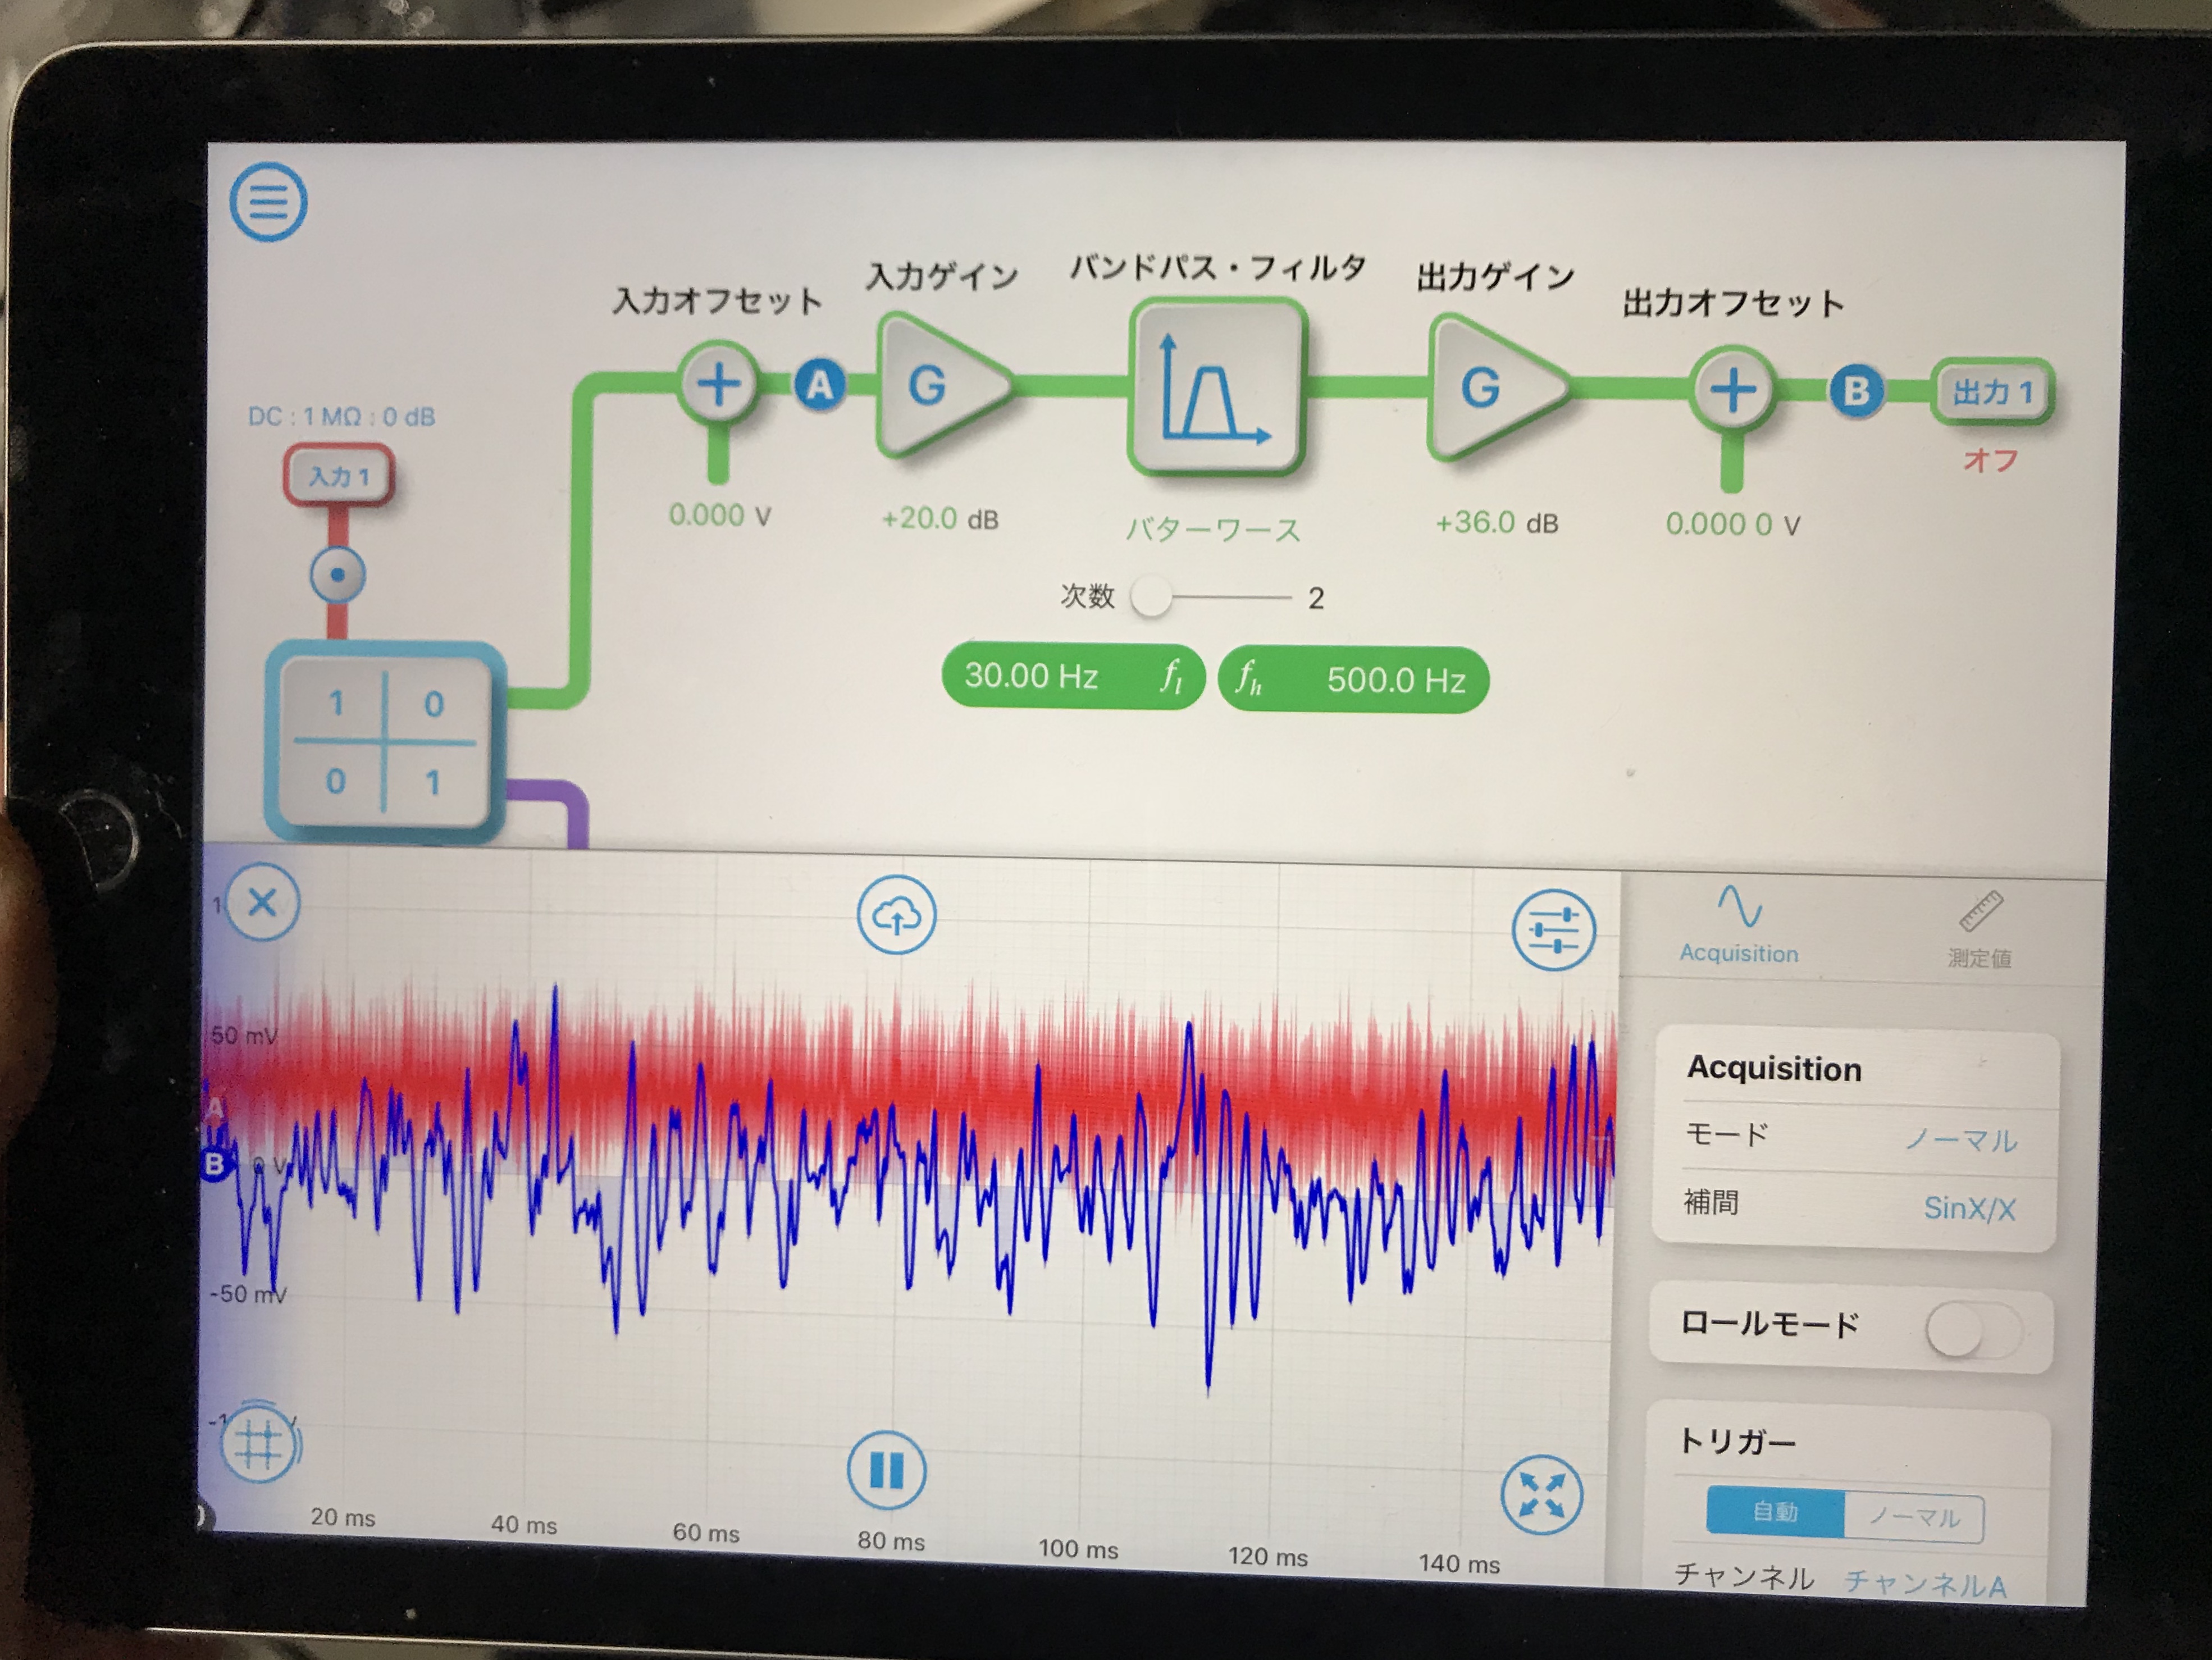 入力オフセット
入力ゲイン
バンドパス・フィルタ
出力ゲイン
出力オフセット
DC : 1 MΩ : 0 dB
入力 1
A
G
G
B
出力 1
オフ
0.000 V
+20.0 dB
バターワース
+36.0 dB
0.000 0 V
次数 2
30.00 Hz fl
fh 500.0 Hz
1 0
0 1
50 mV
A
B 0 V
-50 mV
20 ms
40 ms
60 ms
80 ms
100 ms
120 ms
140 ms
Acquisition
測定値
Acquisition
モード ノーマル
補間 SinX/X
ロールモード
トリガー
自動 ノーマル
チャンネル チャンネルA